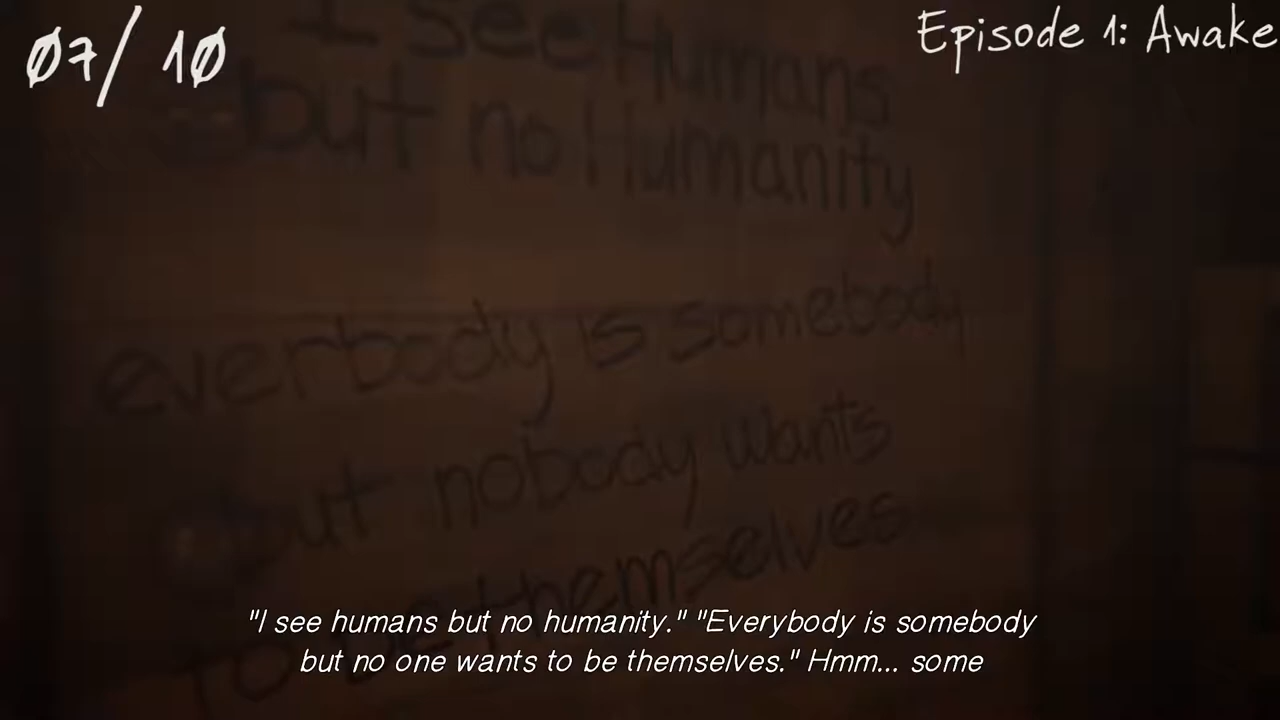 07/10
Episode 1: Awake
I see Humans
but no Humanity
everbody is somebody
but nobody wants
to be themselves
"I see humans but no humanity." "Everybody is somebody
but no one wants to be themselves." Hmm... some